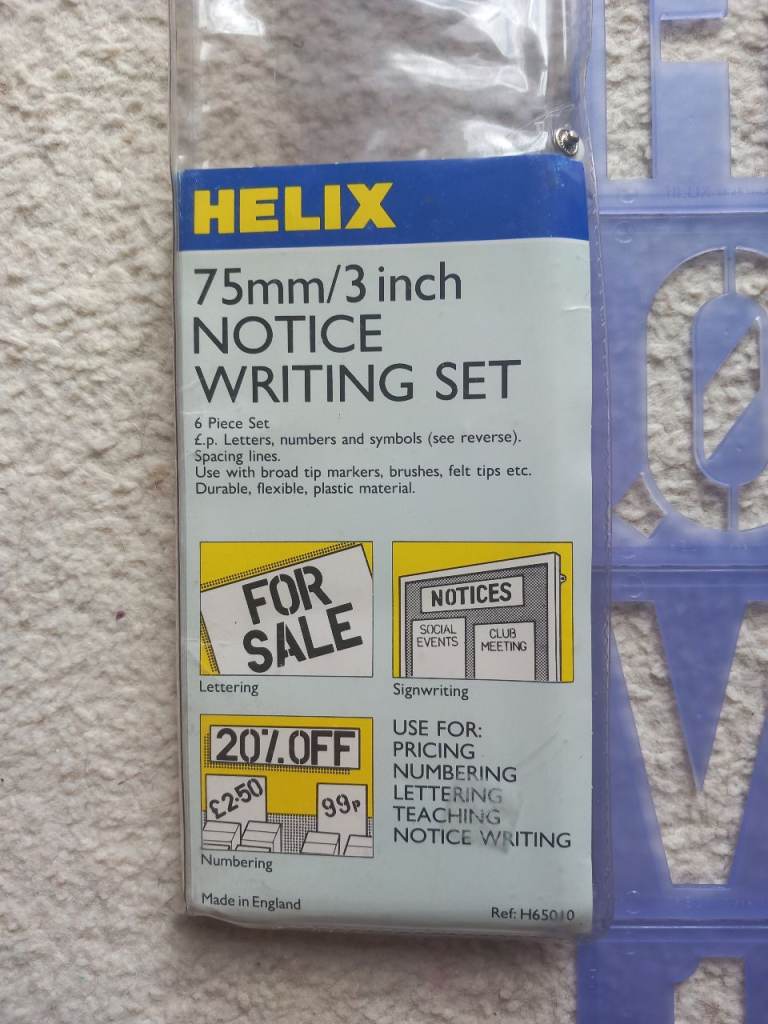 HELIX
75mm/3 inch
NOTICE
WRITING SET
6 Piece Set
£.p. Letters, numbers and symbols (see reverse).
Spacing lines.
Use with broad tip markers, brushes, felt tips etc.
Durable, flexible, plastic material.
FOR
SALE
Lettering
NOTICES
SOCIAL
EVENTS
CLUB
MEETING
Signwriting
20% OFF
£2·50
99p
Numbering
USE FOR:
PRICING
NUMBERING
LETTERING
TEACHING
NOTICE WRITING
Made in England
Ref: H65010
HELIX